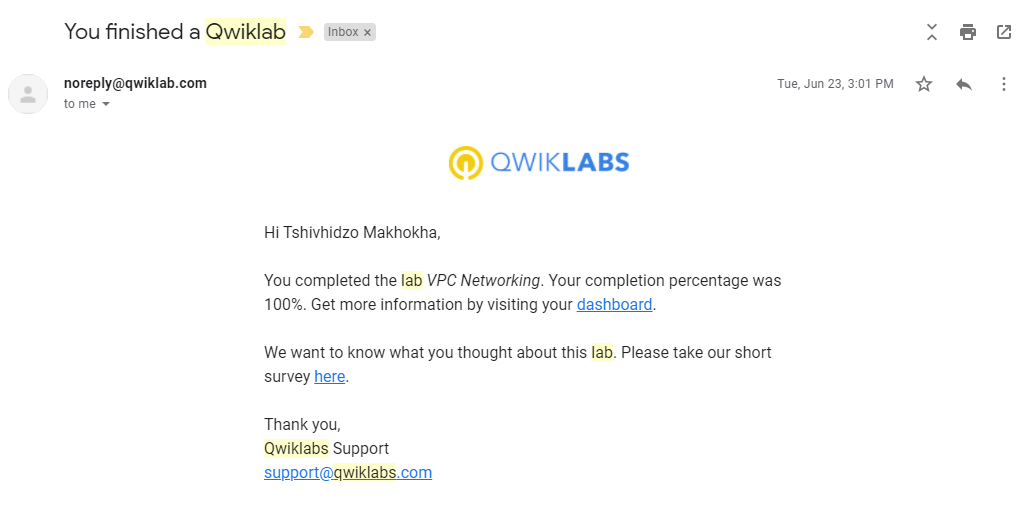 You finished a Qwiklab
Inbox ×
noreply@qwiklab.com
Tue, Jun 23, 3:01 PM
to me
QWIKLABS
Hi Tshivhidzo Makhokha,
You completed the lab VPC Networking. Your completion percentage was
100%. Get more information by visiting your dashboard.
We want to know what you thought about this lab. Please take our short
survey here.
Thank you,
Qwiklabs Support
support@qwiklabs.com